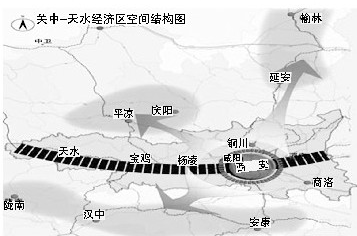 关中-天水经济区空间结构图
榆林
中卫
延安
平凉
庆阳
铜川
天水
宝鸡
杨凌
咸阳
西安
商洛
陇南
汉中
安康